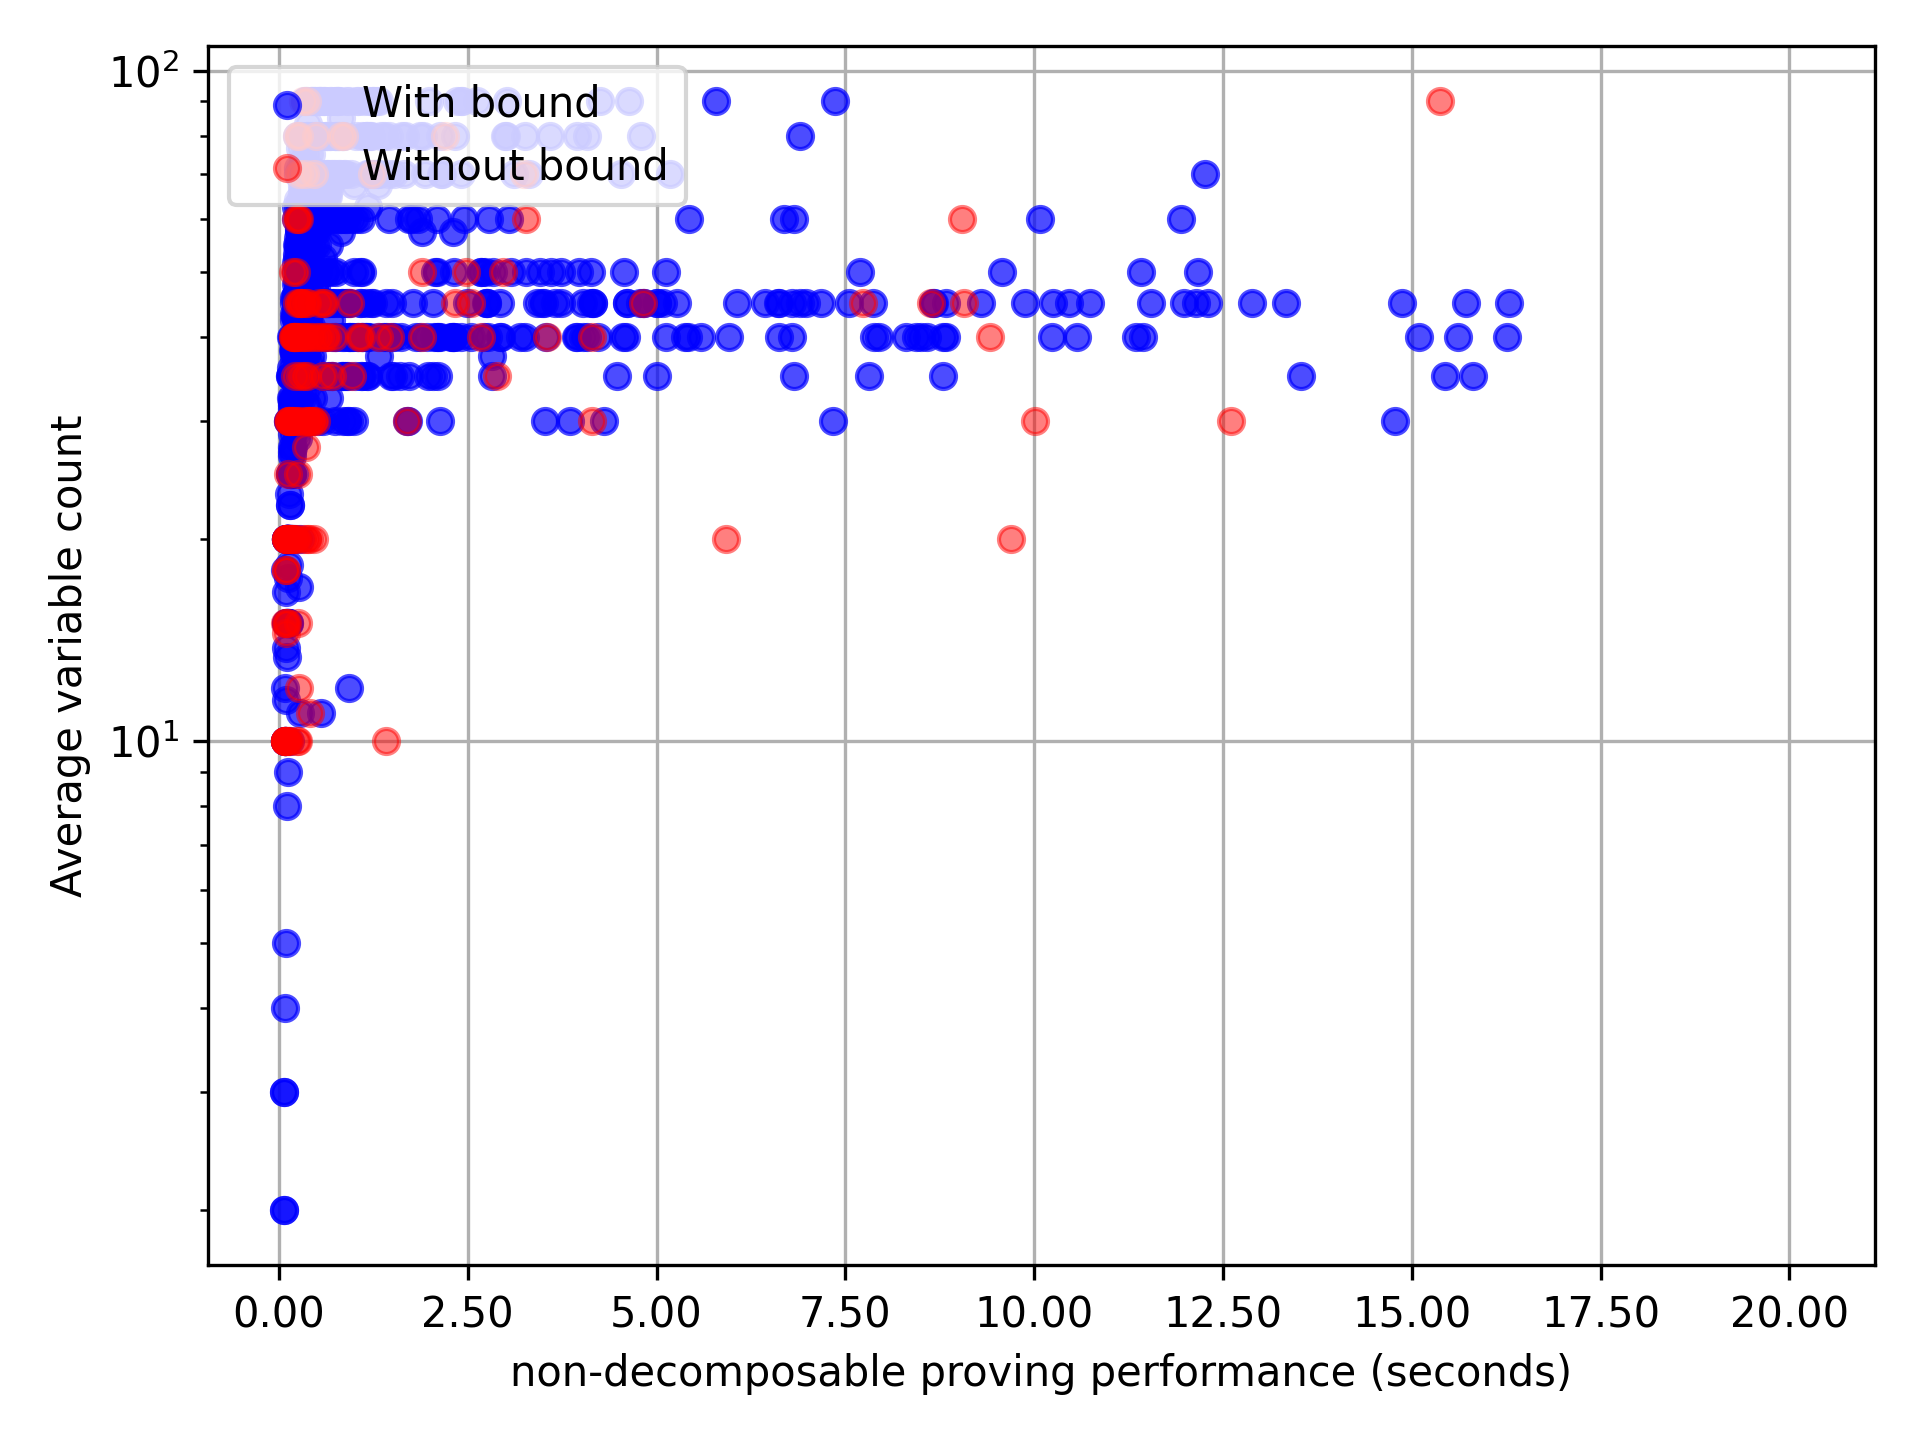 10²
With bound
Without bound
10¹
Average variable count
0.00 2.50 5.00 7.50 10.00 12.50 15.00 17.50 20.00
non-decomposable proving performance (seconds)